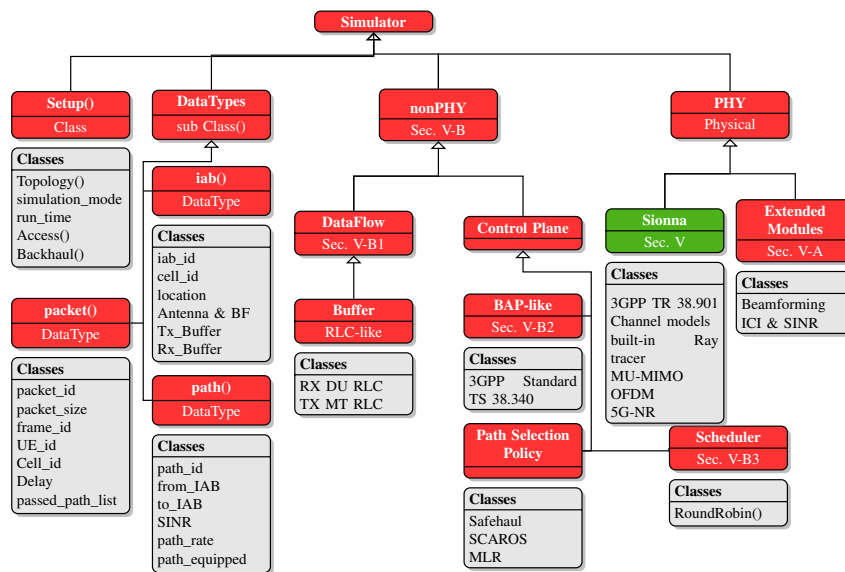 Simulator
Setup()
Class
Classes
Topology()
simulation_mode
run_time
Access()
Backhaul()
DataTypes
sub Class()
iab()
DataType
Classes
iab_id
cell_id
location
Antenna & BF
Tx_Buffer
Rx_Buffer
packet()
DataType
Classes
packet_id
packet_size
frame_id
UE_id
Cell_id
Delay
passed_path_list
path()
DataType
Classes
path_id
from_IAB
to_IAB
SINR
path_rate
path_equipped
nonPHY
Sec. V-B
DataFlow
Sec. V-B1
Buffer
RLC-like
Classes
RX DU RLC
TX MT RLC
Control Plane
BAP-like
Sec. V-B2
Classes
3GPP Standard
TS 38.340
Path Selection
Policy
Classes
Safehaul
SCAROS
MLR
Scheduler
Sec. V-B3
Classes
RoundRobin()
PHY
Physical
Sionna
Sec. V
Classes
3GPP TR 38.901
Channel models
built-in Ray
tracer
MU-MIMO
OFDM
5G-NR
Extended
Modules
Sec. V-A
Classes
Beamforming
ICI & SINR